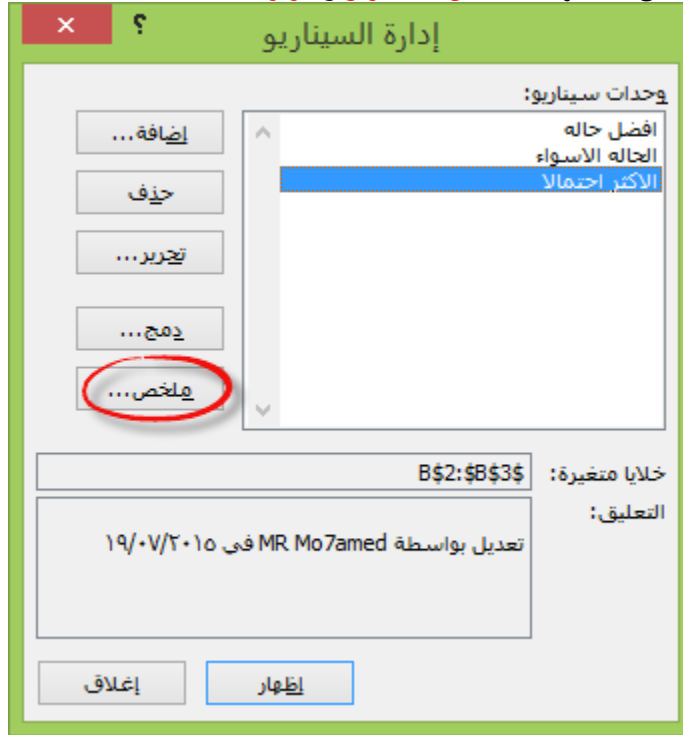 إدارة السيناريو
؟
×
وحدات سيناريو:
افضل حاله
الحاله الاسواء
الاكثر احتمالا
إضافة...
حذف
تحرير...
دمج...
ملخص...
خلايا متغيرة:
$B$2:$B$3
التعليق:
تعديل بواسطة MR Mo7amed في ١٩/٠٧/٢٠١٥
إظهار
إغلاق